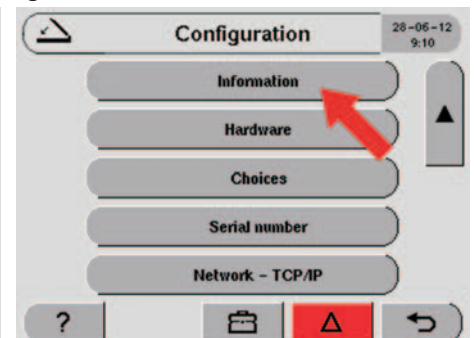 Configuration
28-06-12
9:10
Information
Hardware
Choices
Serial number
Network - TCP/IP
?